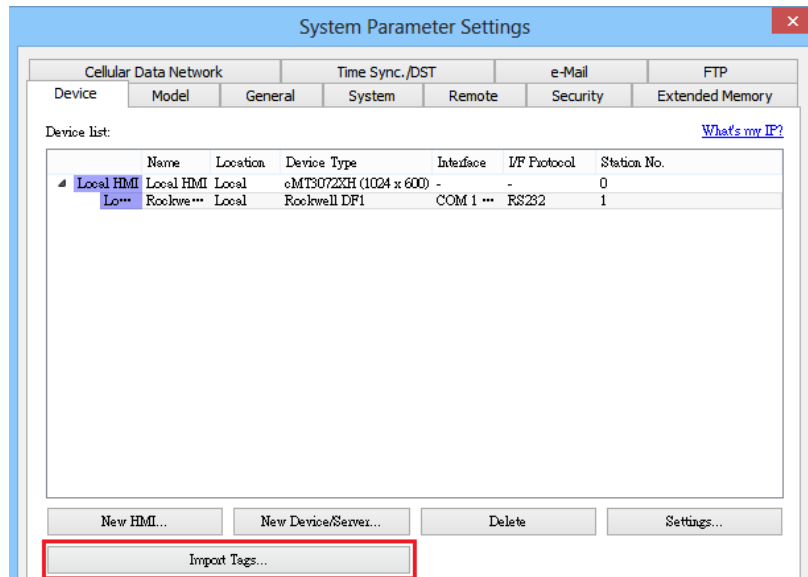 System Parameter Settings
Cellular Data Network Time Sync./DST e-Mail FTP
Device Model General System Remote Security Extended Memory
Device list: What's my IP?
Name Location Device Type Interface I/F Protocol Station No.
Local HMI Local HMI Local cMT3072XH (1024 x 600) - - 0
Lo··· Rockwe··· Local Rockwell DF1 COM 1 ··· RS232 1
New HMI... New Device/Server... Delete Settings...
Import Tags...